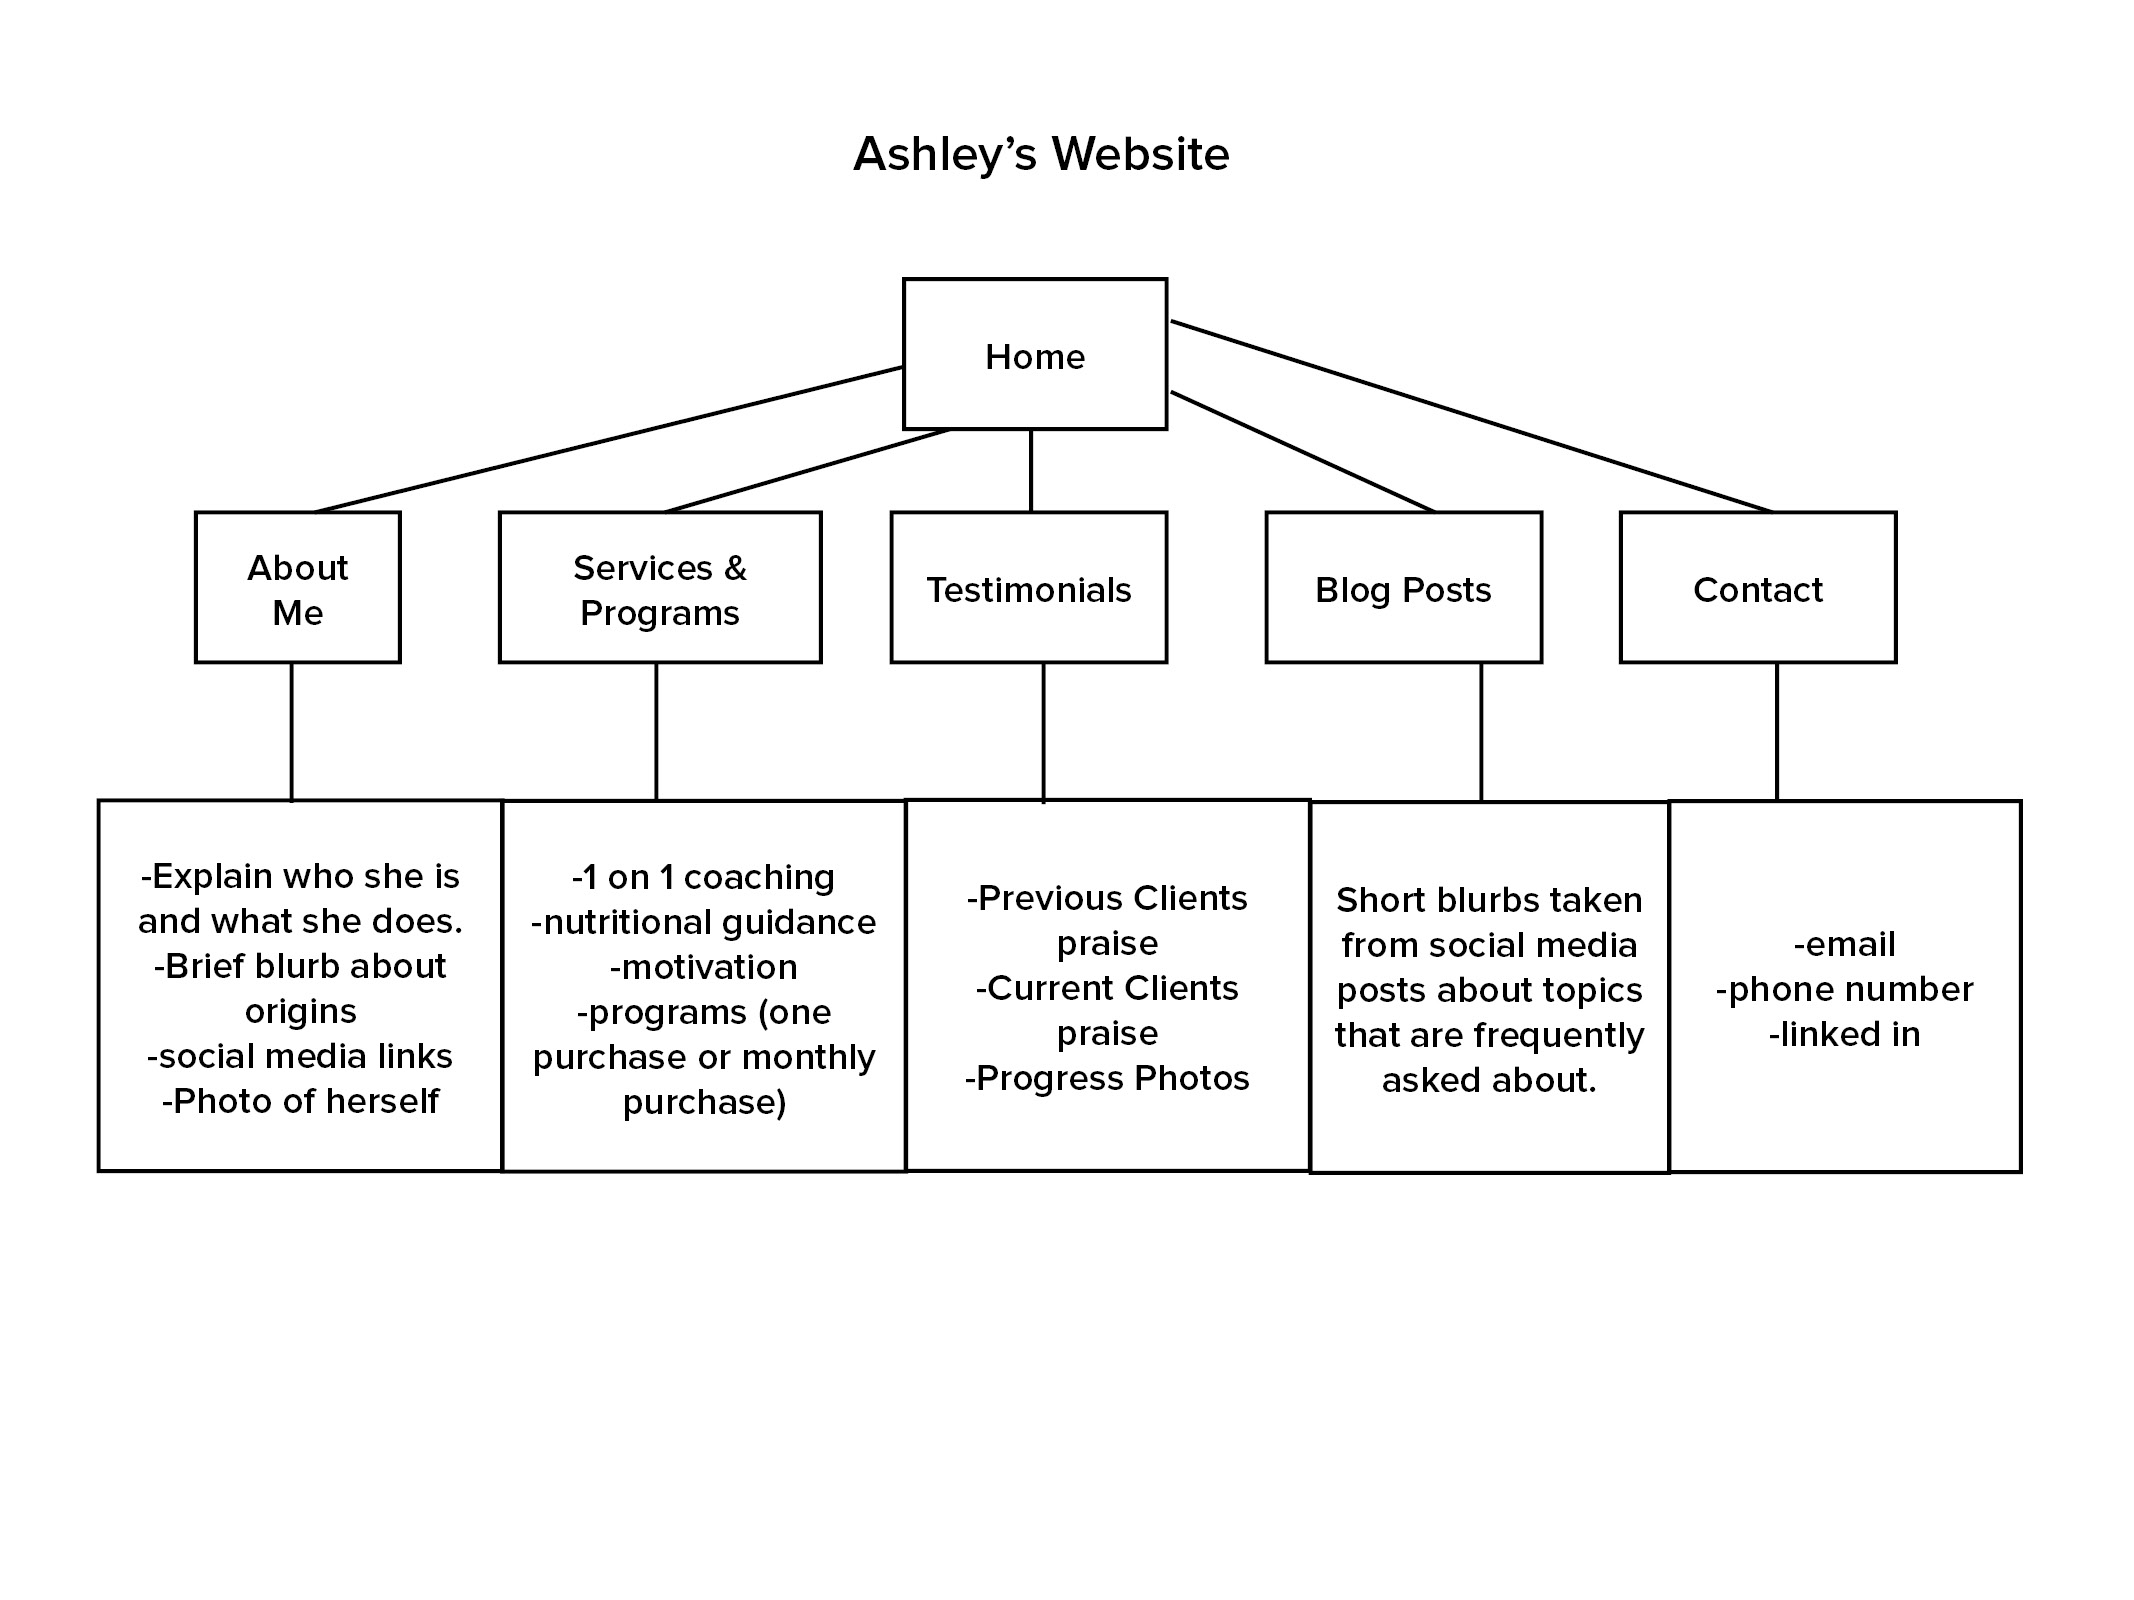 Ashley’s Website
Home
About
Me
Services &
Programs
Testimonials
Blog Posts
Contact
-Explain who she is
and what she does.
-Brief blurb about
origins
-social media links
-Photo of herself
-1 on 1 coaching
-nutritional guidance
-motivation
-programs (one
purchase or monthly
purchase)
-Previous Clients
praise
-Current Clients
praise
-Progress Photos
Short blurbs taken
from social media
posts about topics
that are frequently
asked about.
-email
-phone number
-linked in